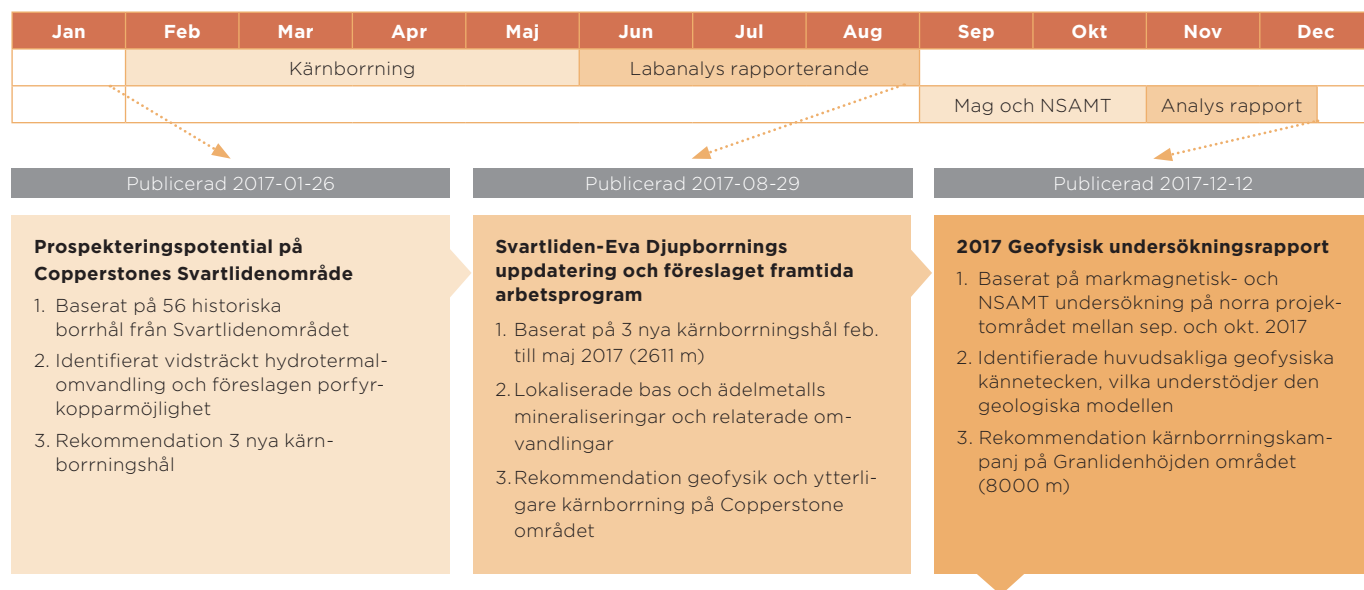 Jan Feb Mar Apr Maj Jun Jul Aug Sep Okt Nov Dec
Kärnborrning Labanalys rapporterande
Mag och NSAMT Analys rapport
Publicerad 2017-01-26
Prospekteringspotential på
Copperstones Svartlidenområde
1. Baserat på 56 historiska
borrhål från Svartlidenområdet
2. Identifierat vidsträckt hydrotermal-
omvandling och föreslagen porfyr-
kopparmöjlighet
3. Rekommendation 3 nya kärn-
borrningshål
Publicerad 2017-08-29
Svartliden-Eva Djupborrnings
uppdatering och föreslaget framtida
arbetsprogram
1. Baserat på 3 nya kärnborrningshål feb.
till maj 2017 (2611 m)
2. Lokaliserade bas och ädelmetalls
mineraliseringar och relaterade om-
vandlingar
3. Rekommendation geofysik och ytterli-
gare kärnborrning på Copperstone
området
Publicerad 2017-12-12
2017 Geofysisk undersökningsrapport
1. Baserat på markmagnetisk- och
NSAMT undersökning på norra projek-
tområdet mellan sep. och okt. 2017
2. Identifierade huvudsakliga geofysiska
kännetecken, vilka understödjer den
geologiska modellen
3. Rekommendation kärnborrningskam-
panj på Granlidenhöjden området
(8000 m)